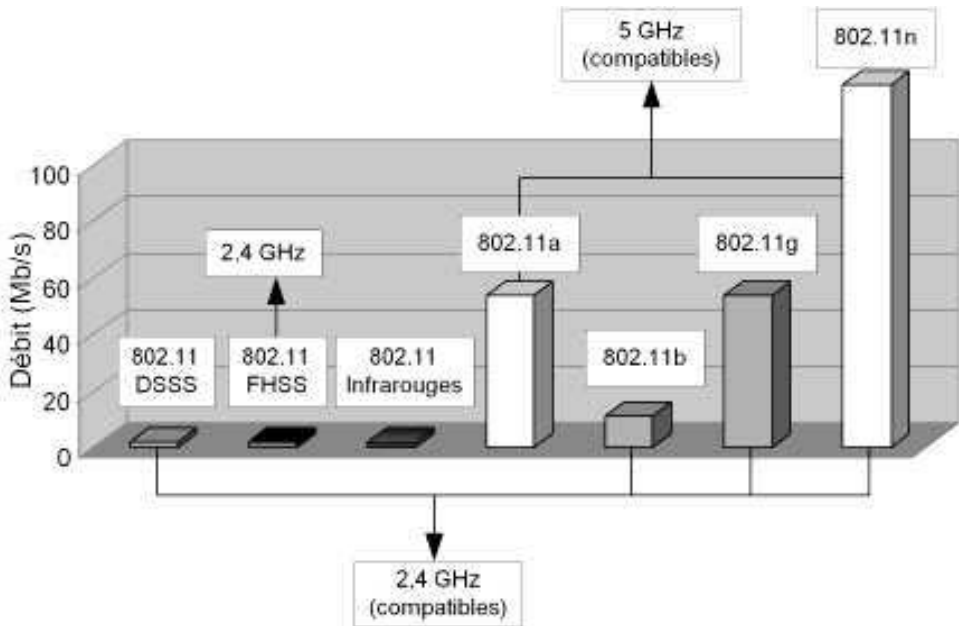 5 GHz
(compatibles)
802.11n
Débit (Mb/s)
100
80
60
40
20
0
2,4 GHz
802.11
DSSS
802.11
FHSS
802.11
Infrarouges
802.11a
802.11b
802.11g
2,4 GHz
(compatibles)